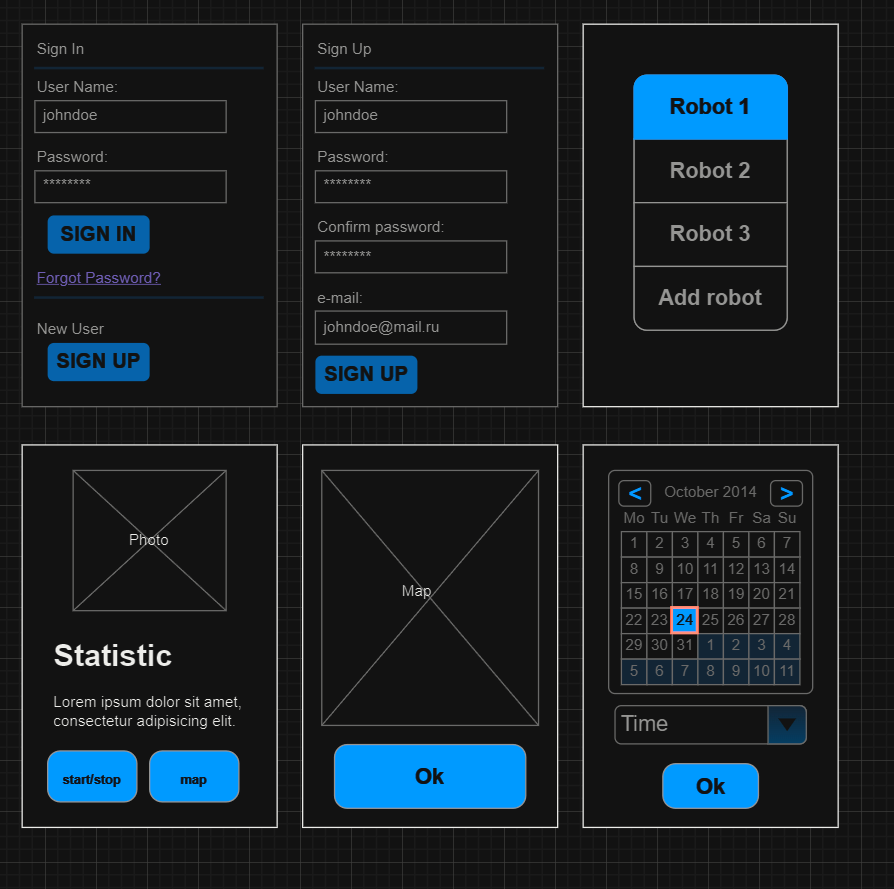 Sign In
User Name:
johndoe
Password:
********
SIGN IN
Forgot Password?
New User
SIGN UP
Sign Up
User Name:
johndoe
Password:
********
Confirm password:
********
e-mail:
johndoe@mail.ru
SIGN UP
Robot 1
Robot 2
Robot 3
Add robot
Photo
Statistic
Lorem ipsum dolor sit amet,
consectetur adipisicing elit.
start/stop map
Map
Ok
< October 2014 >
Mo Tu We Th Fr Sa Su
1 2 3 4 5 6 7
8 9 10 11 12 13 14
15 16 17 18 19 20 21
22 23 24 25 26 27 28
29 30 31 1 2 3 4
5 6 7 8 9 10 11
Time
Ok